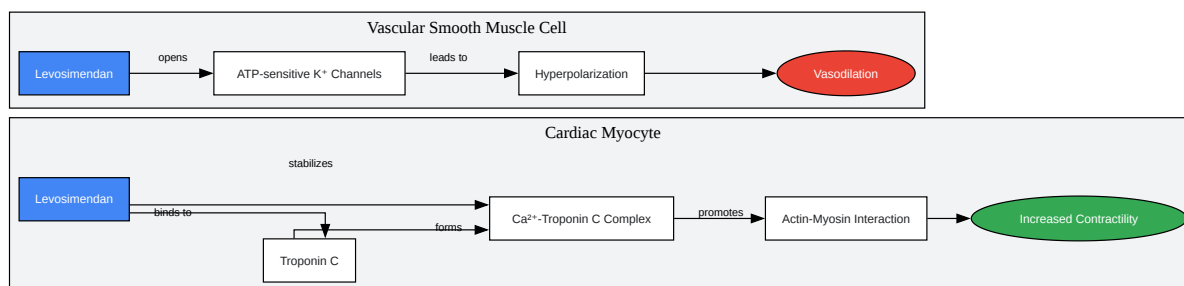 Vascular Smooth Muscle Cell
Levosimendan
opens
ATP-sensitive K⁺ Channels
leads to
Hyperpolarization
Vasodilation
Cardiac Myocyte
stabilizes
Levosimendan
binds to
Troponin C
forms
Ca²⁺-Troponin C Complex
promotes
Actin-Myosin Interaction
Increased Contractility